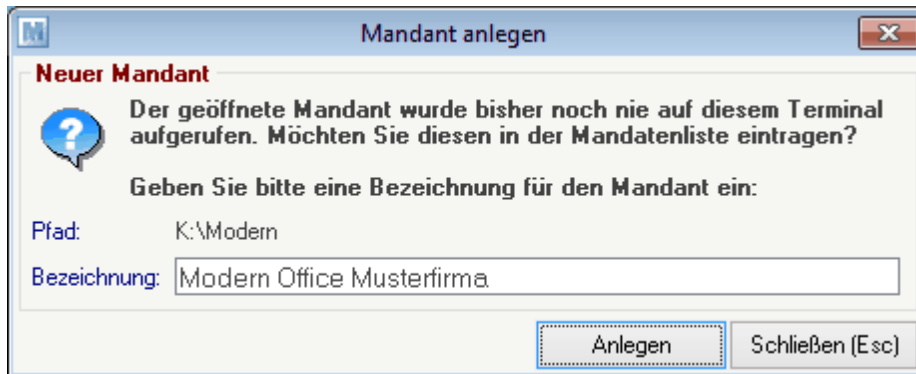 Mandant anlegen
Neuer Mandant
Der geöffnete Mandant wurde bisher noch nie auf diesem Terminal
aufgerufen. Möchten Sie diesen in der Mandatenliste eintragen?
Geben Sie bitte eine Bezeichnung für den Mandant ein:
Pfad: K:\Modern
Bezeichnung: Modern Office Musterfirma
Anlegen Schließen (Esc)